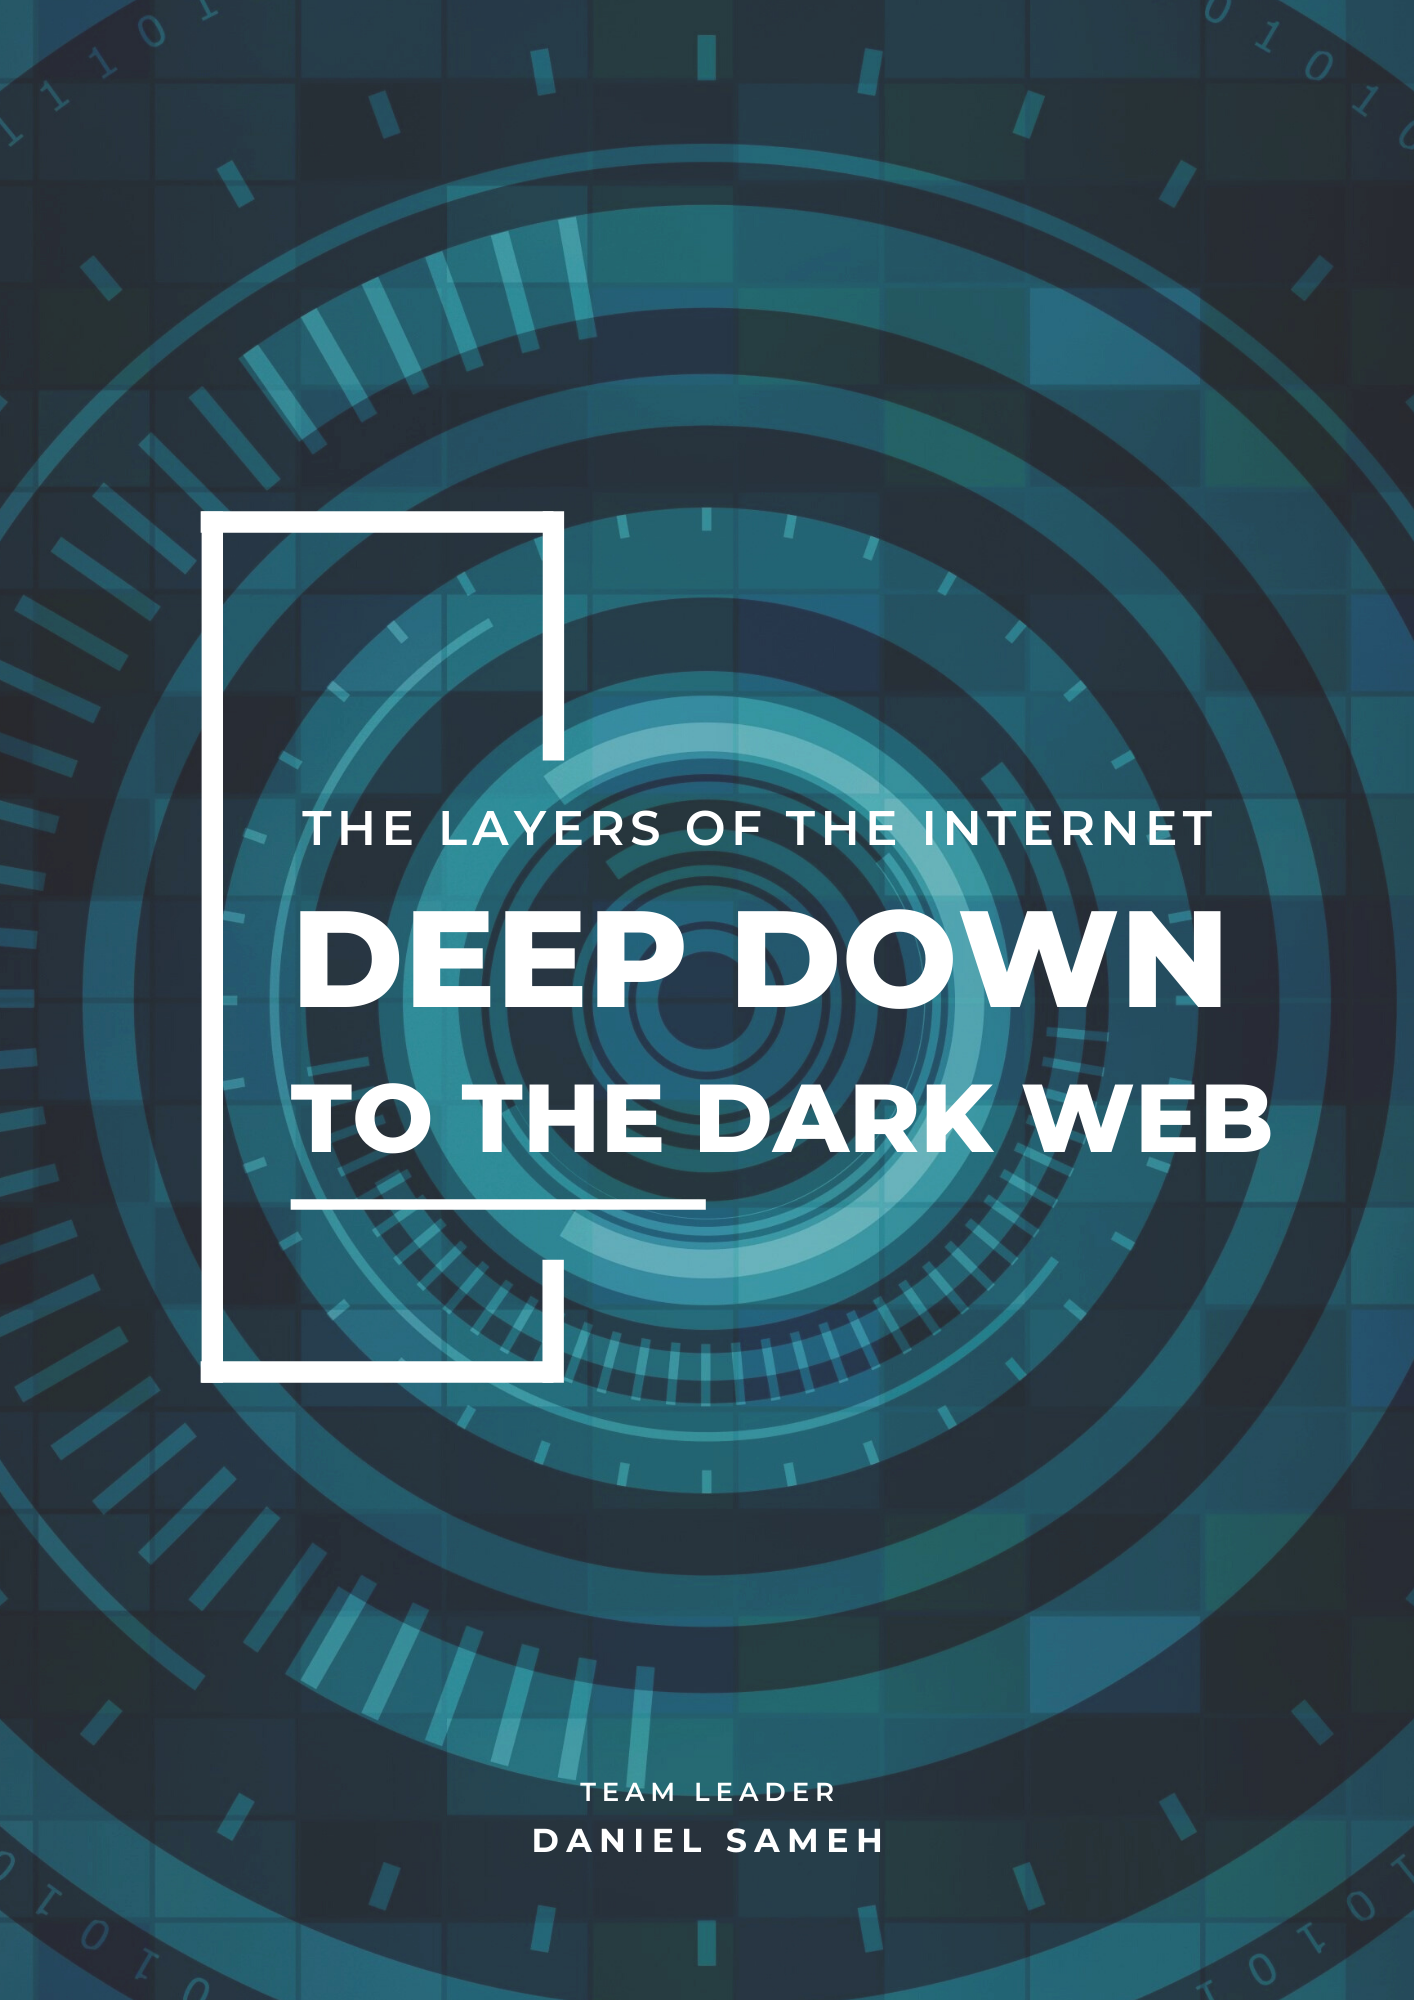 THE LAYERS OF THE INTERNET
DEEP DOWN
TO THE DARK WEB
TEAM LEADER
DANIEL SAMEH